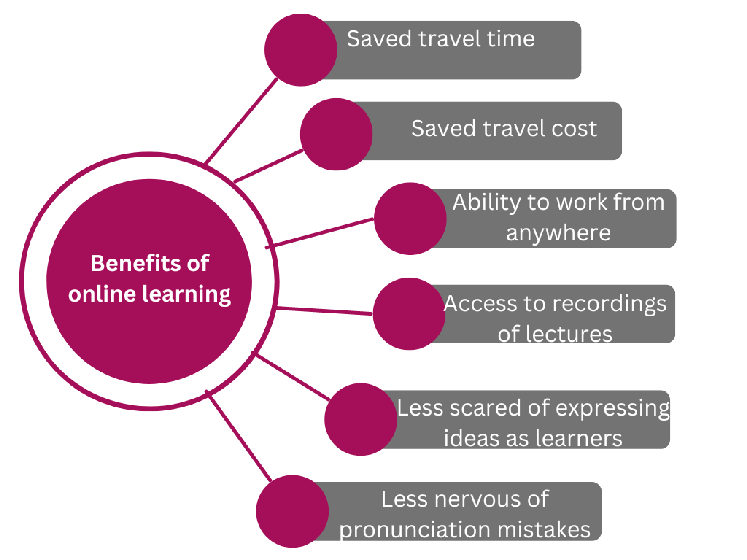 Saved travel time
Saved travel cost
Ability to work from
anywhere
Benefits of
online learning
Access to recordings
of lectures
Less scared of expressing
ideas as learners
Less nervous of
pronunciation mistakes